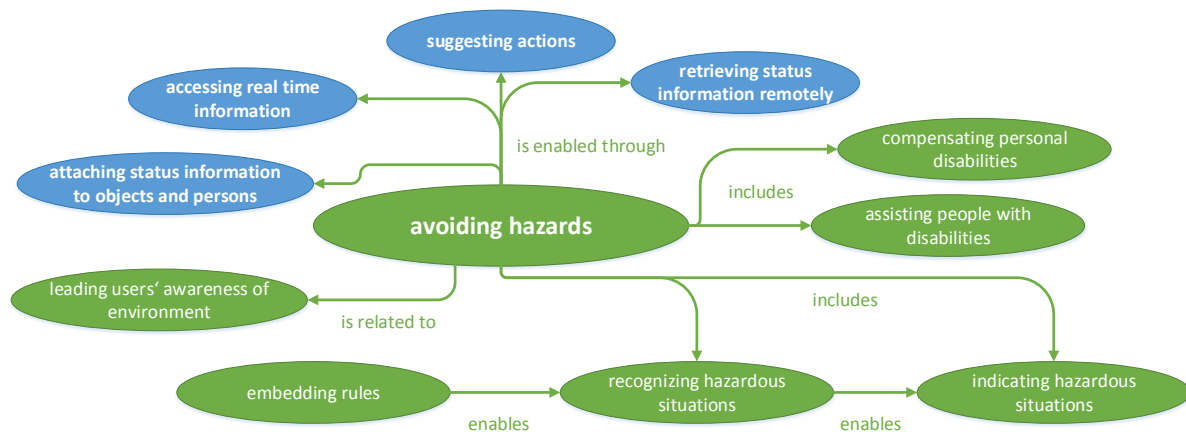 suggesting actions
accessing real time
information
retrieving status
information remotely
is enabled through
compensating personal
disabilities
attaching status information
to objects and persons
includes
avoiding hazards
assisting people with
disabilities
leading users‘ awareness of
environment
includes
is related to
embedding rules
recognizing hazardous
situations
indicating hazardous
situations
enables
enables